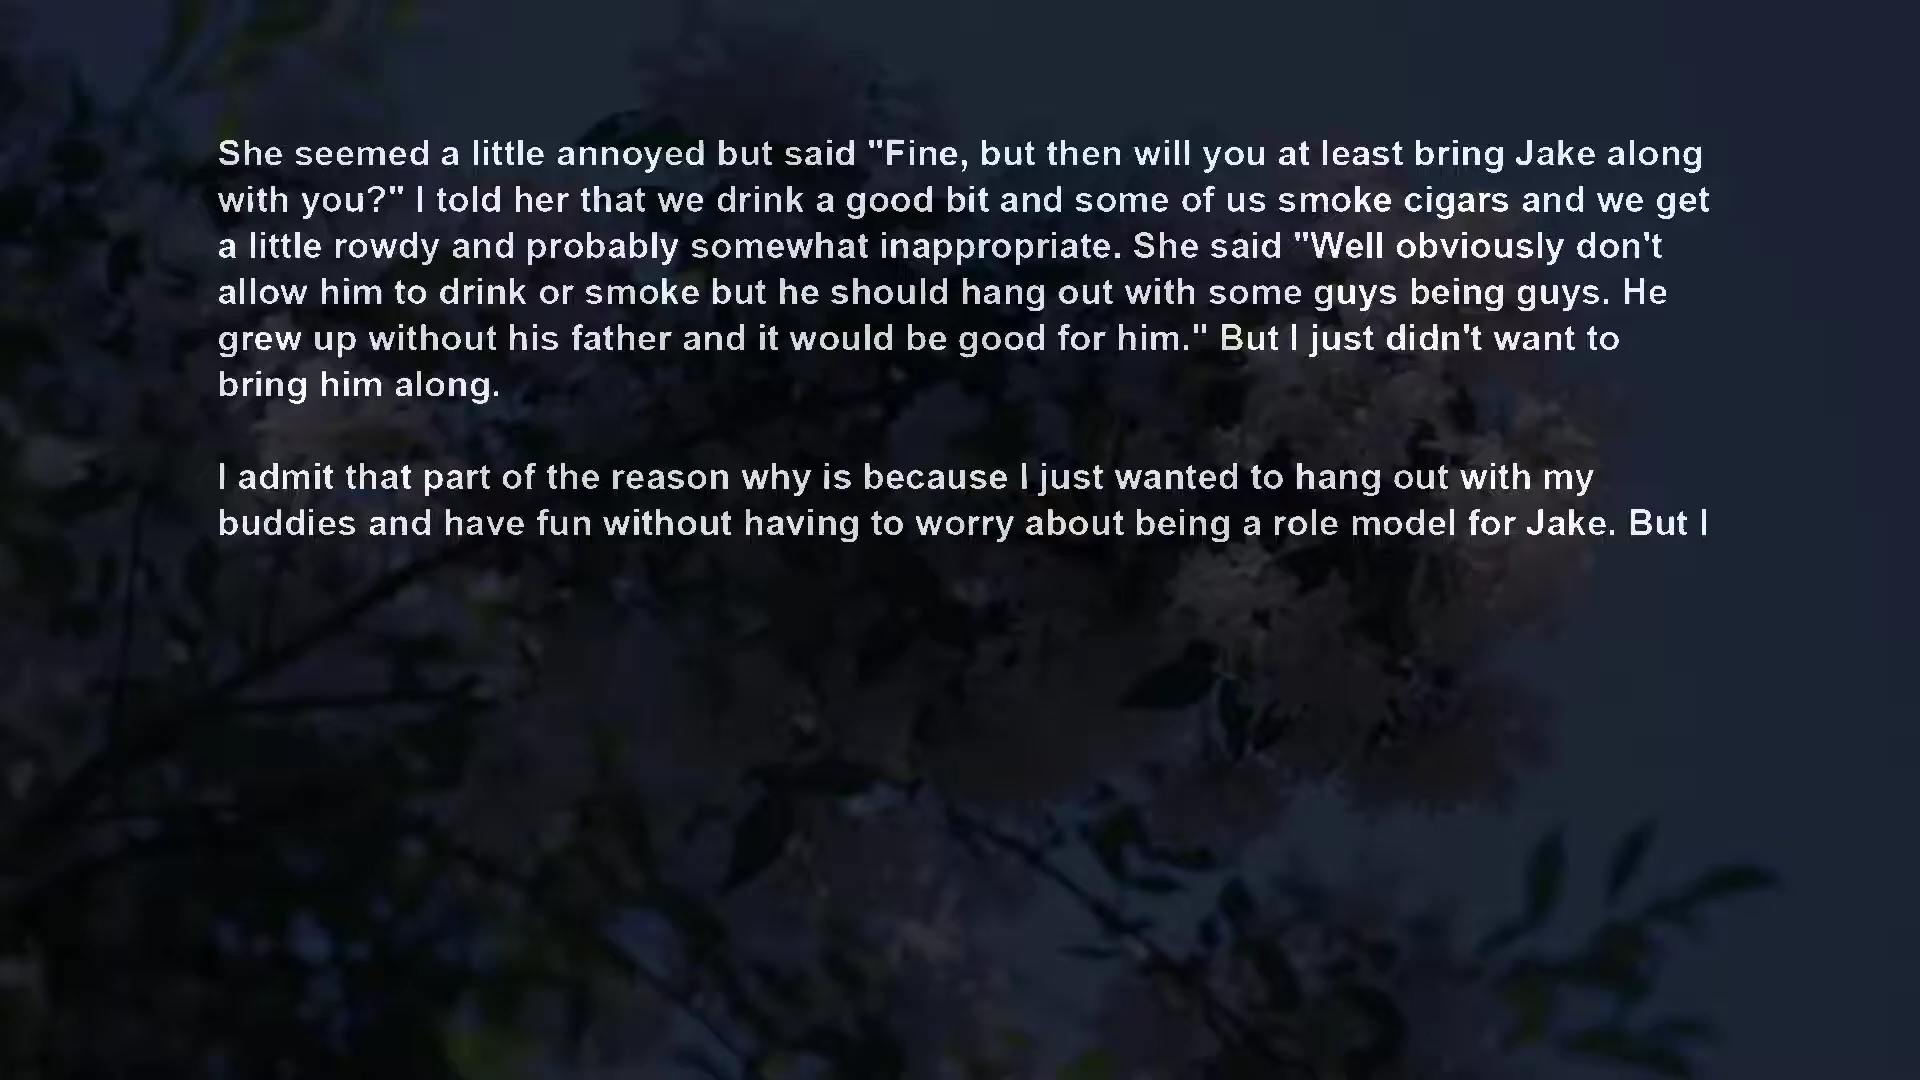 She seemed a little annoyed but said "Fine, but then will you at least bring Jake along
with you?" I told her that we drink a good bit and some of us smoke cigars and we get
a little rowdy and probably somewhat inappropriate. She said "Well obviously don't
allow him to drink or smoke but he should hang out with some guys being guys. He
grew up without his father and it would be good for him." But I just didn't want to
bring him along.
I admit that part of the reason why is because I just wanted to hang out with my
buddies and have fun without having to worry about being a role model for Jake. But I